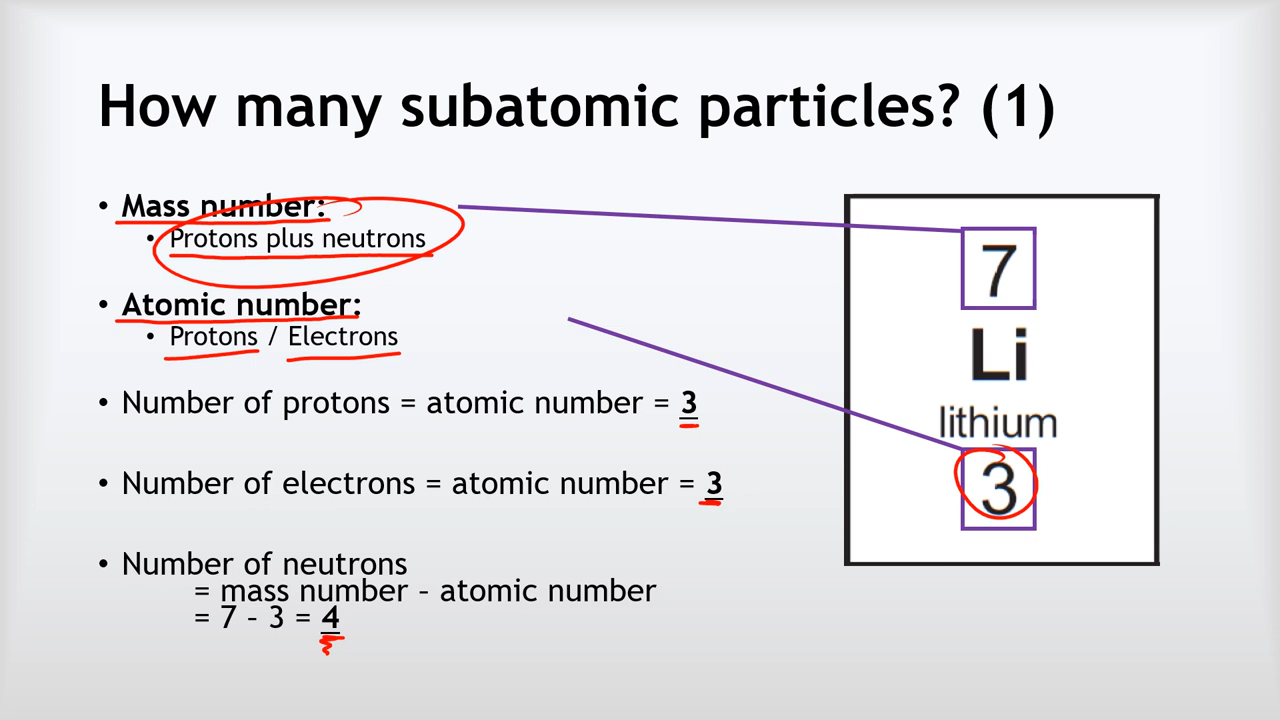 How many subatomic particles? (1)
• Mass number:
• Protons plus neutrons
• Atomic number:
• Protons / Electrons
• Number of protons = atomic number = 3
• Number of electrons = atomic number = 3
• Number of neutrons
= mass number – atomic number
= 7 – 3 = 4
7
Li
lithium
3